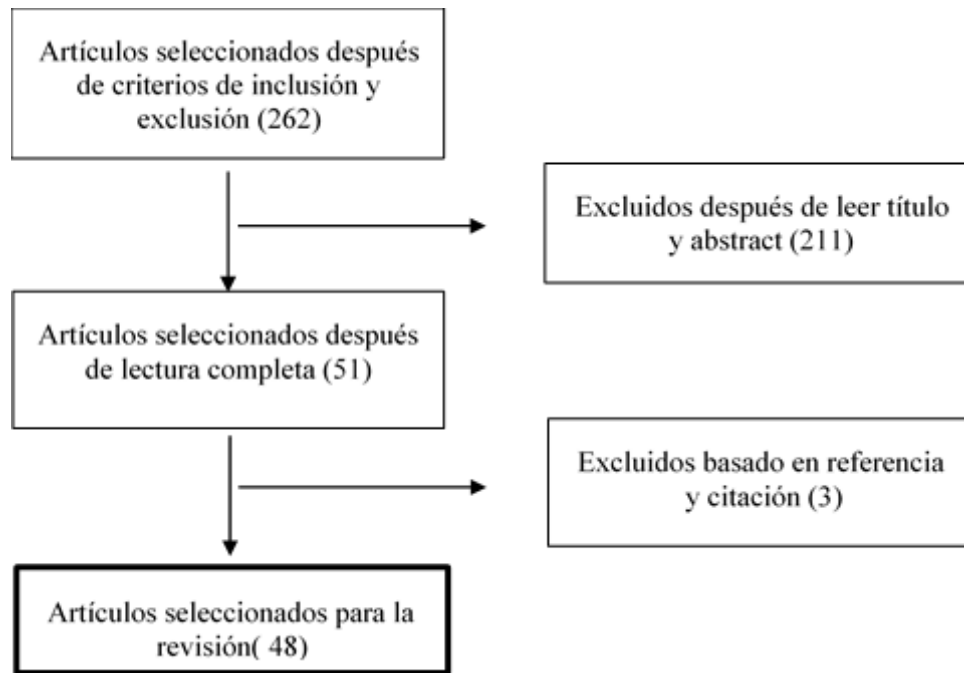 Artículos seleccionados después
de criterios de inclusión y
exclusión (262)
Excluidos después de leer título
y abstract (211)
Artículos seleccionados después
de lectura completa (51)
Excluidos basado en referencia
y citación (3)
Artículos seleccionados para la
revisión( 48)